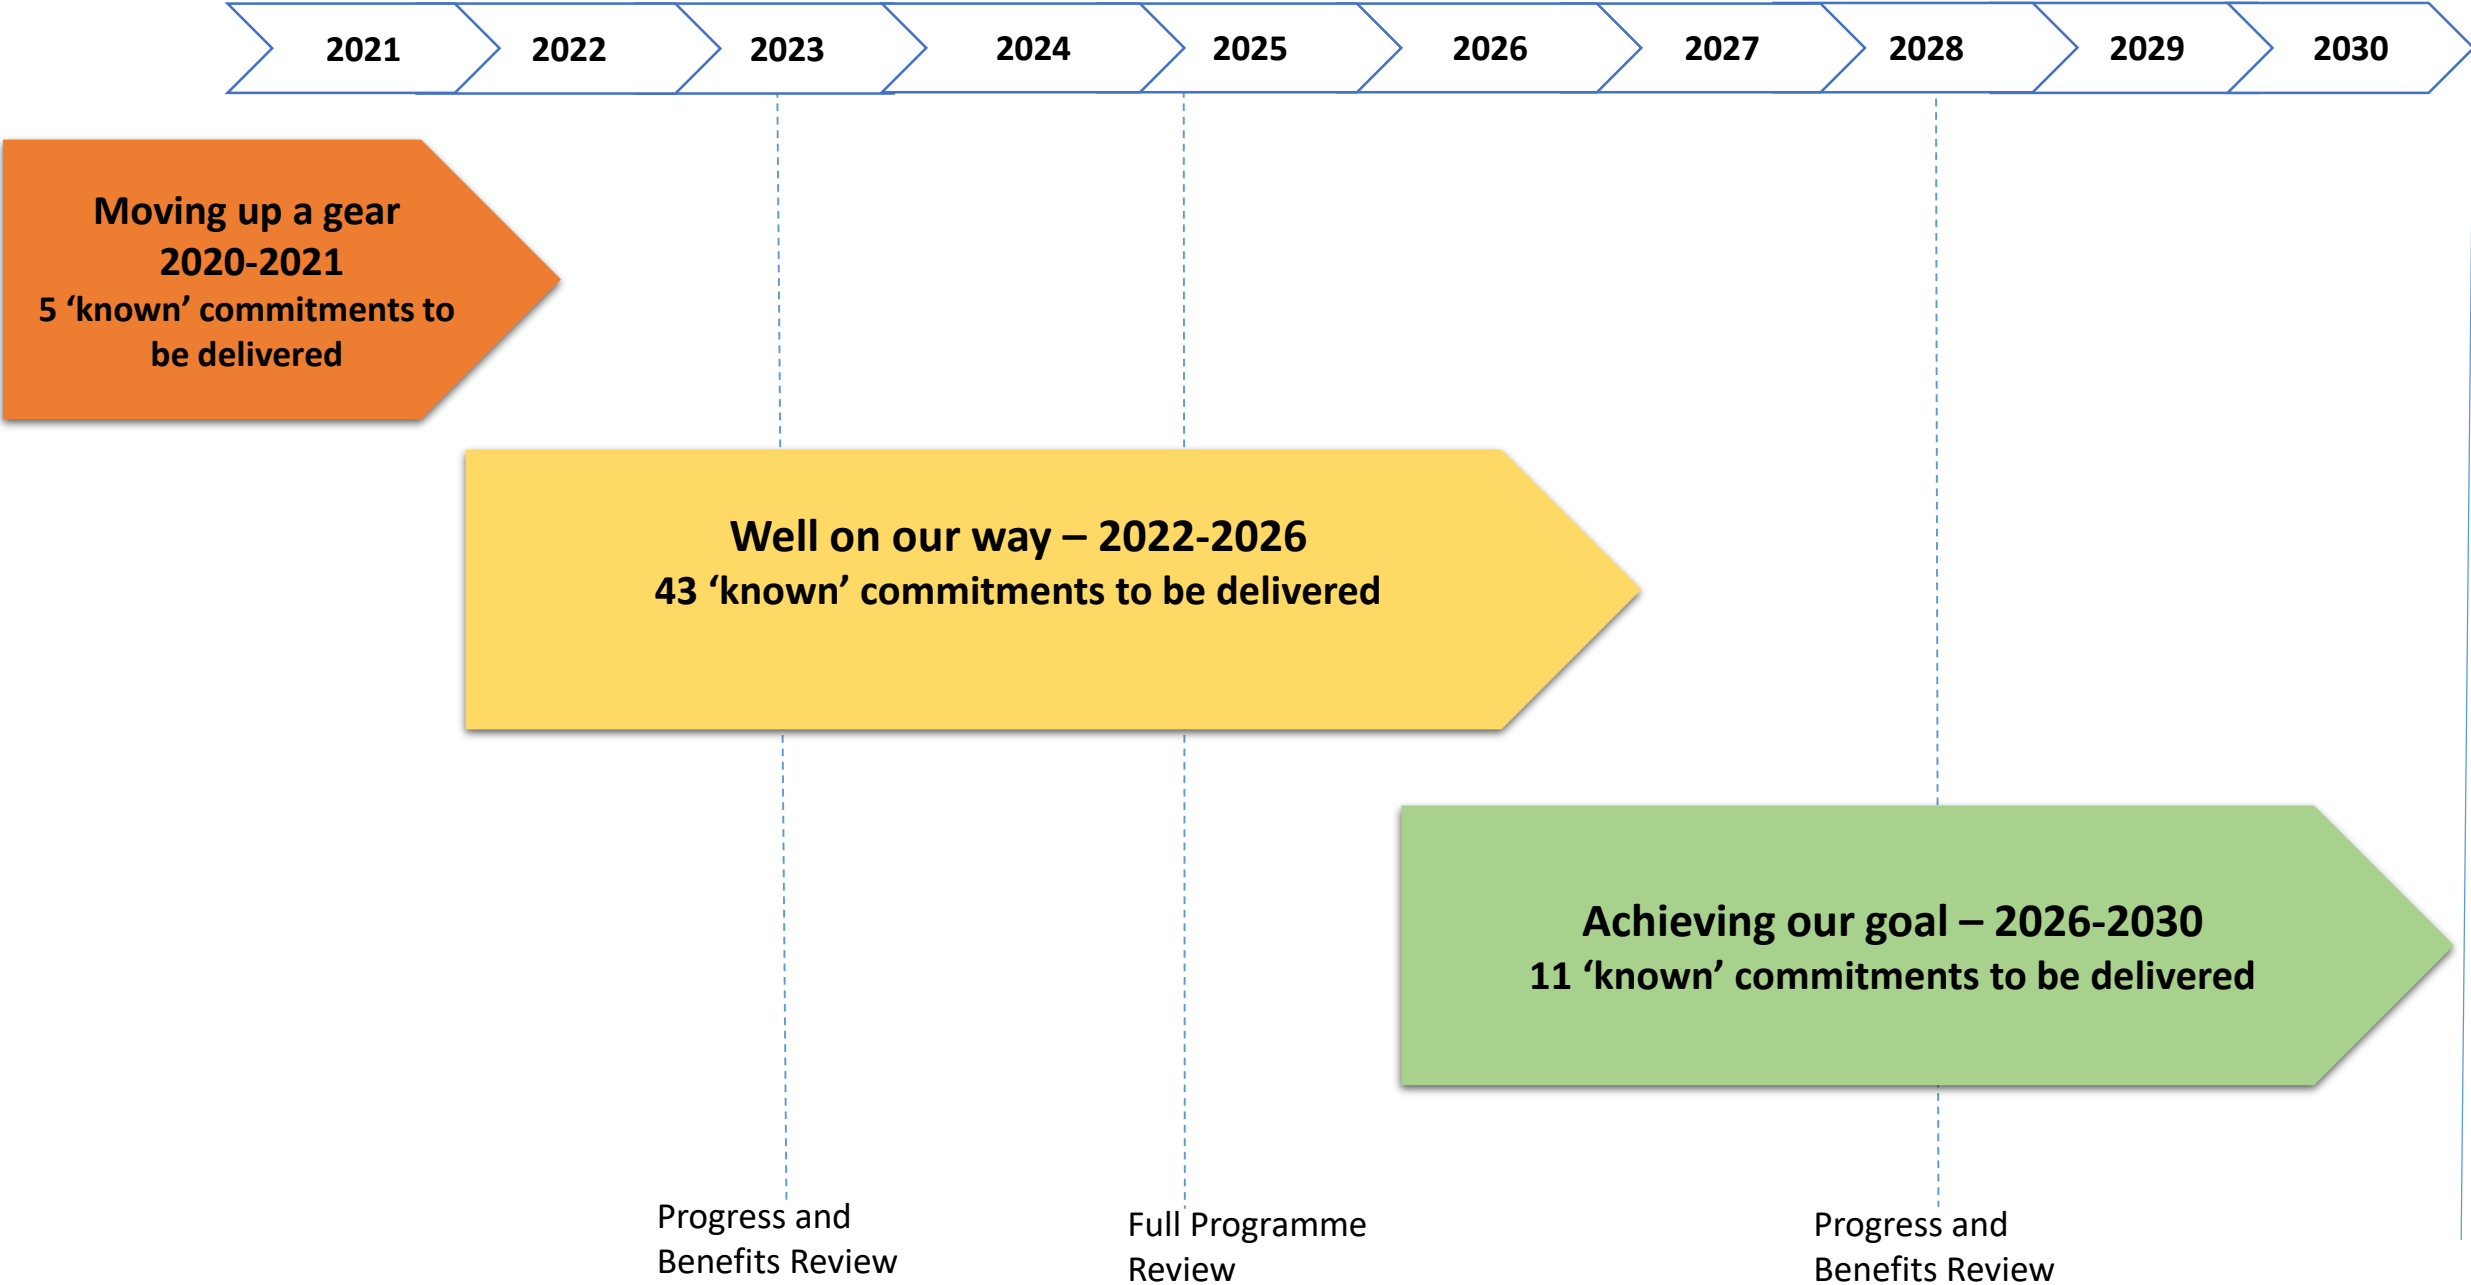 2021
2022
2023
2024
2025
2026
2027
2028
2029
2030
Moving up a gear
2020-2021
5 ‘known’ commitments to
be delivered
Well on our way – 2022-2026
43 ‘known’ commitments to be delivered
Achieving our goal – 2026-2030
11 ‘known’ commitments to be delivered
Progress and
Benefits Review
Full Programme
Review
Progress and
Benefits Review